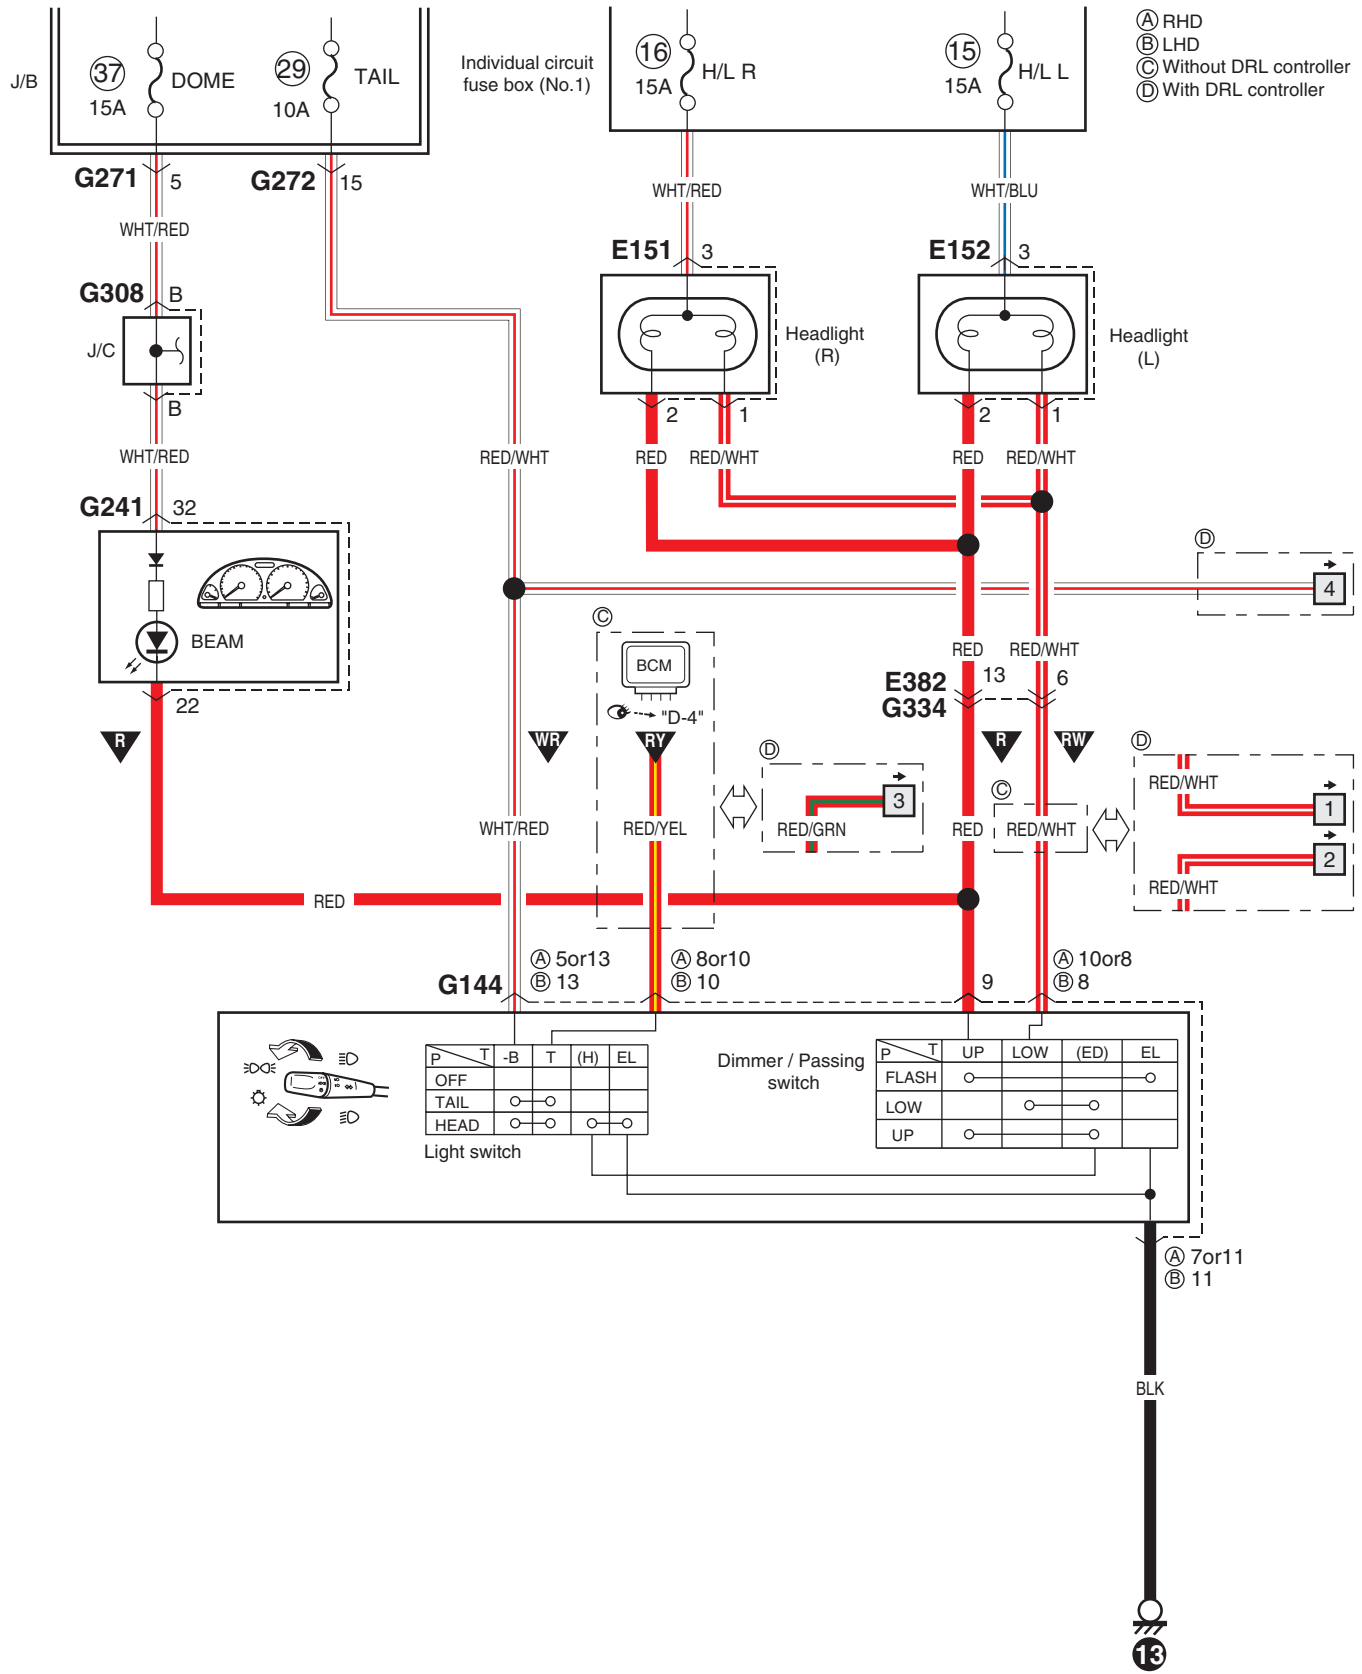 Ⓐ RHD
Ⓑ LHD
Ⓒ Without DRL controller
Ⓓ With DRL controller
J/B
37
15A
DOME
29
10A
TAIL
Individual circuit
fuse box (No.1)
16
15A
H/L R
15
15A
H/L L
G271 5
G272 15
WHT/RED
WHT/BLU
WHT/RED
E151 3
E152 3
G308 B
J/C
B
Headlight
(R)
Headlight
(L)
2 1
2 1
WHT/RED
RED/WHT
RED
RED/WHT
RED
RED/WHT
G241 32
BEAM
22
Ⓓ
4
Ⓒ
BCM
"D-4"
RED
RED/WHT
E382 13 6
G334
R
WR
RY
R
RW
Ⓓ
3
RED/GRN
Ⓒ
Ⓓ
RED/WHT
1
2
RED/WHT
WHT/RED
RED/YEL
RED
RED/WHT
RED
G144
Ⓐ 5or13
Ⓑ 13
Ⓐ 8or10
Ⓑ 10
9
Ⓐ 10or8
Ⓑ 8
P T -B T (H) EL
OFF
TAIL
HEAD
Light switch
Dimmer / Passing
switch
P T UP LOW (ED) EL
FLASH
LOW
UP
Ⓐ 7or11
Ⓑ 11
BLK
13